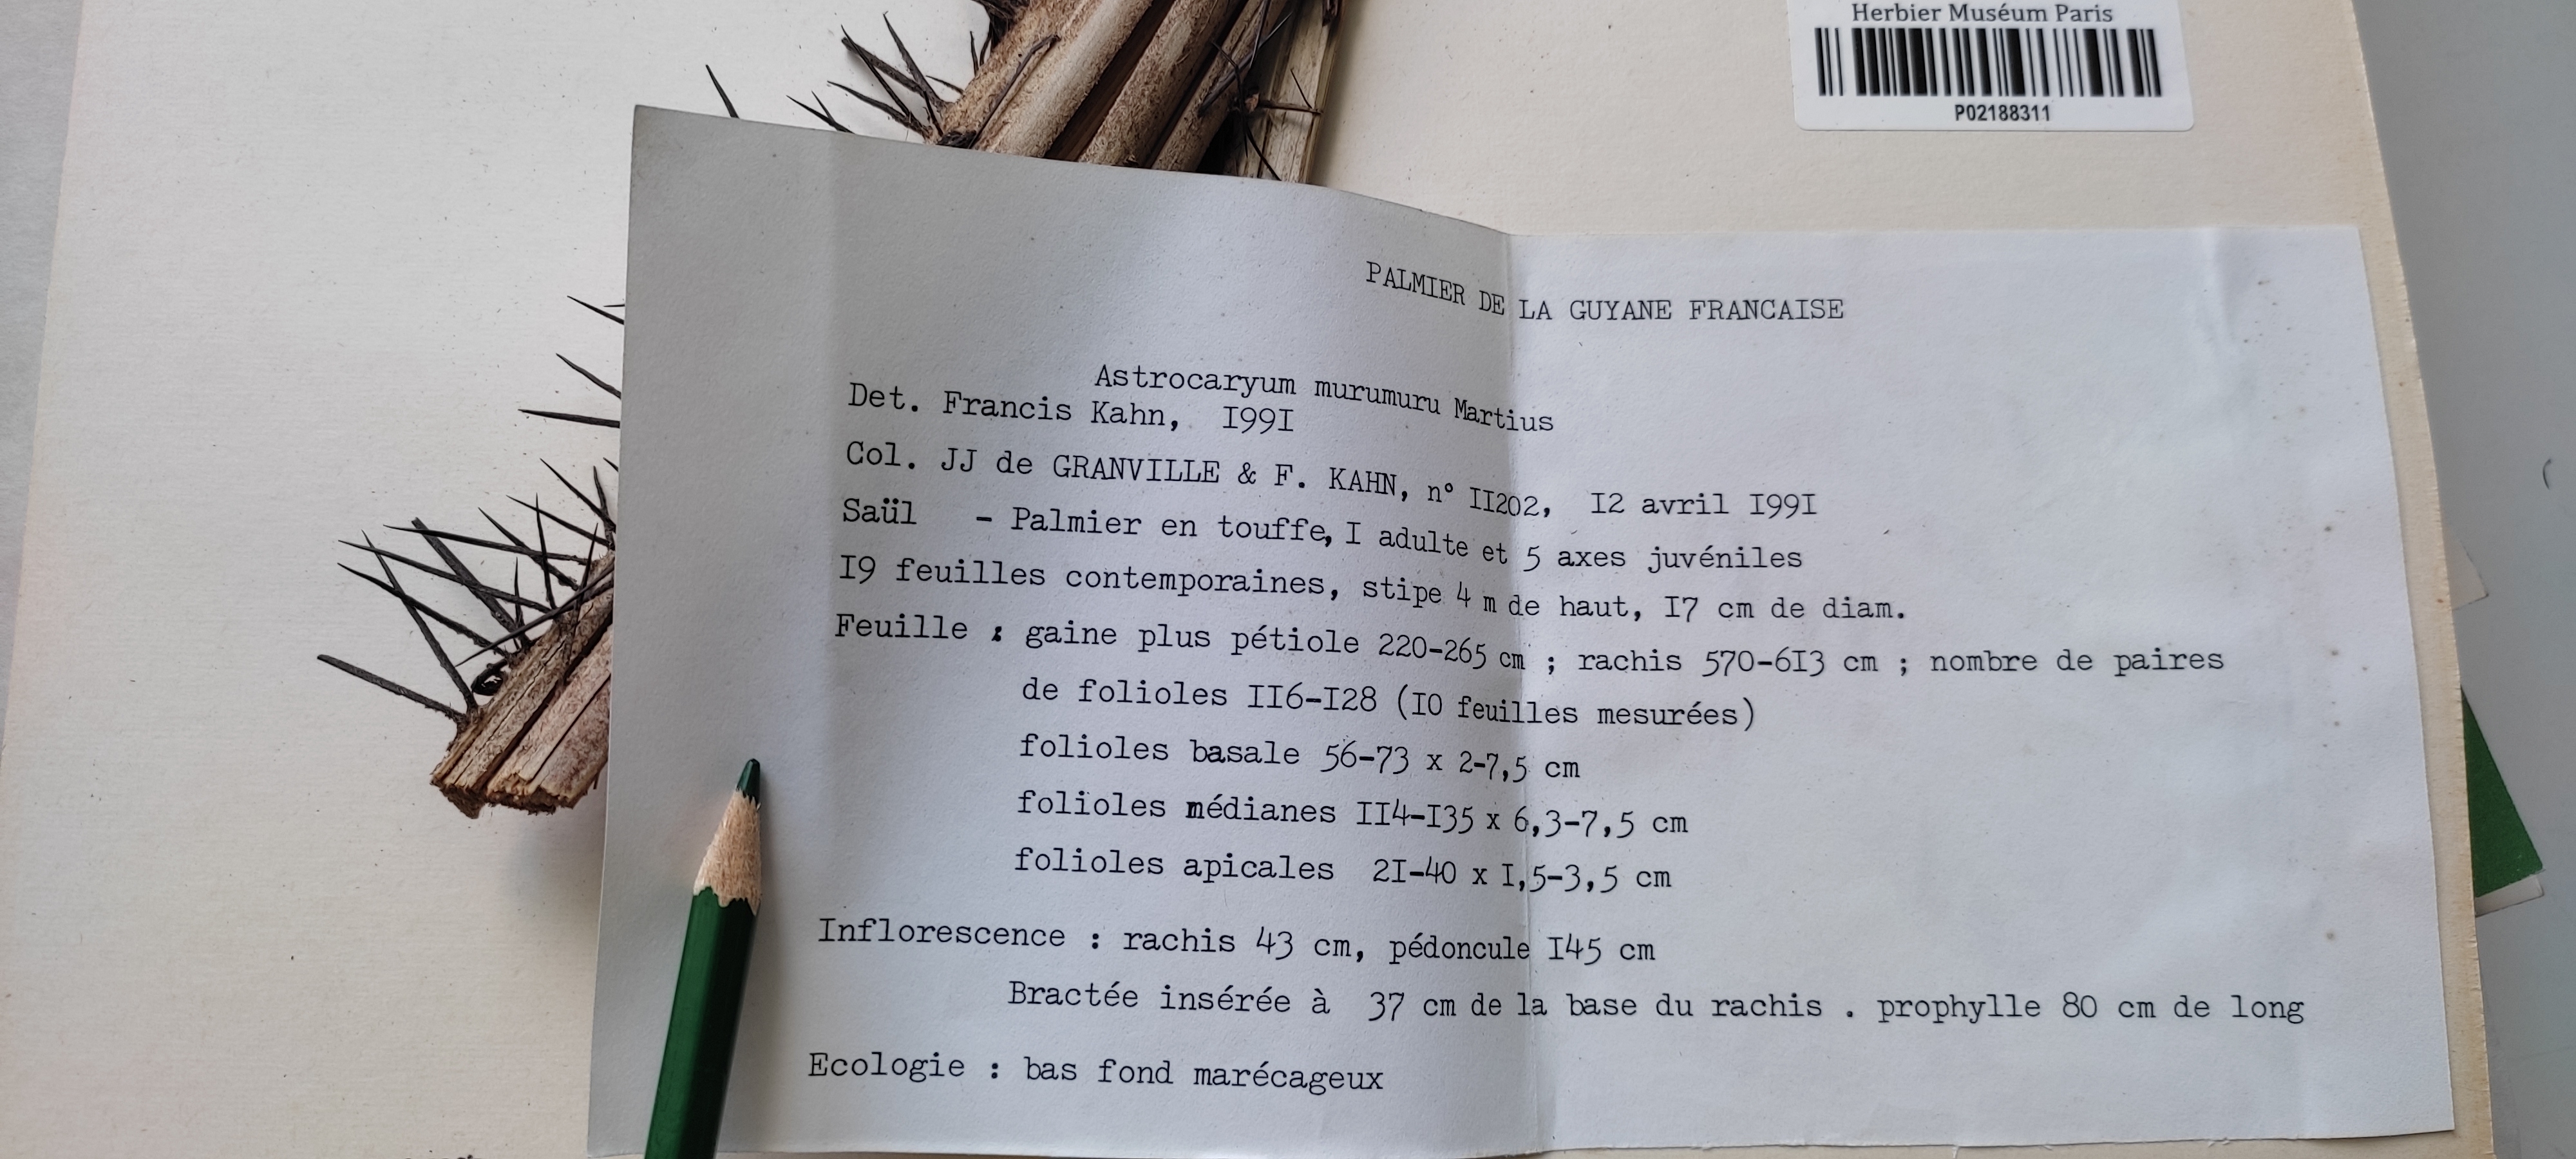 Herbier Muséum Paris
P02188311
PALMIER DE LA GUYANE FRANCAISE
Astrocaryum murumuru Martius
Det. Francis Kahn, I99I
Col. JJ de GRANVILLE & F. KAHN, n° II202, I2 avril I99I
Saül - Palmier en touffe, I adulte et 5 axes juvéniles
I9 feuilles contemporaines, stipe 4 m de haut, I7 cm de diam.
Feuille : gaine plus pétiole 220-265 cm ; rachis 570-6I3 cm ; nombre de paires
de folioles II6-I28 (I0 feuilles mesurées)
folioles basale 56-73 x 2-7,5 cm
folioles médianes II4-I35 x 6,3-7,5 cm
folioles apicales 2I-40 x I,5-3,5 cm
Inflorescence : rachis 43 cm, pédoncule I45 cm
Bractée insérée à 37 cm de la base du rachis . prophylle 80 cm de long
Ecologie : bas fond marécageux